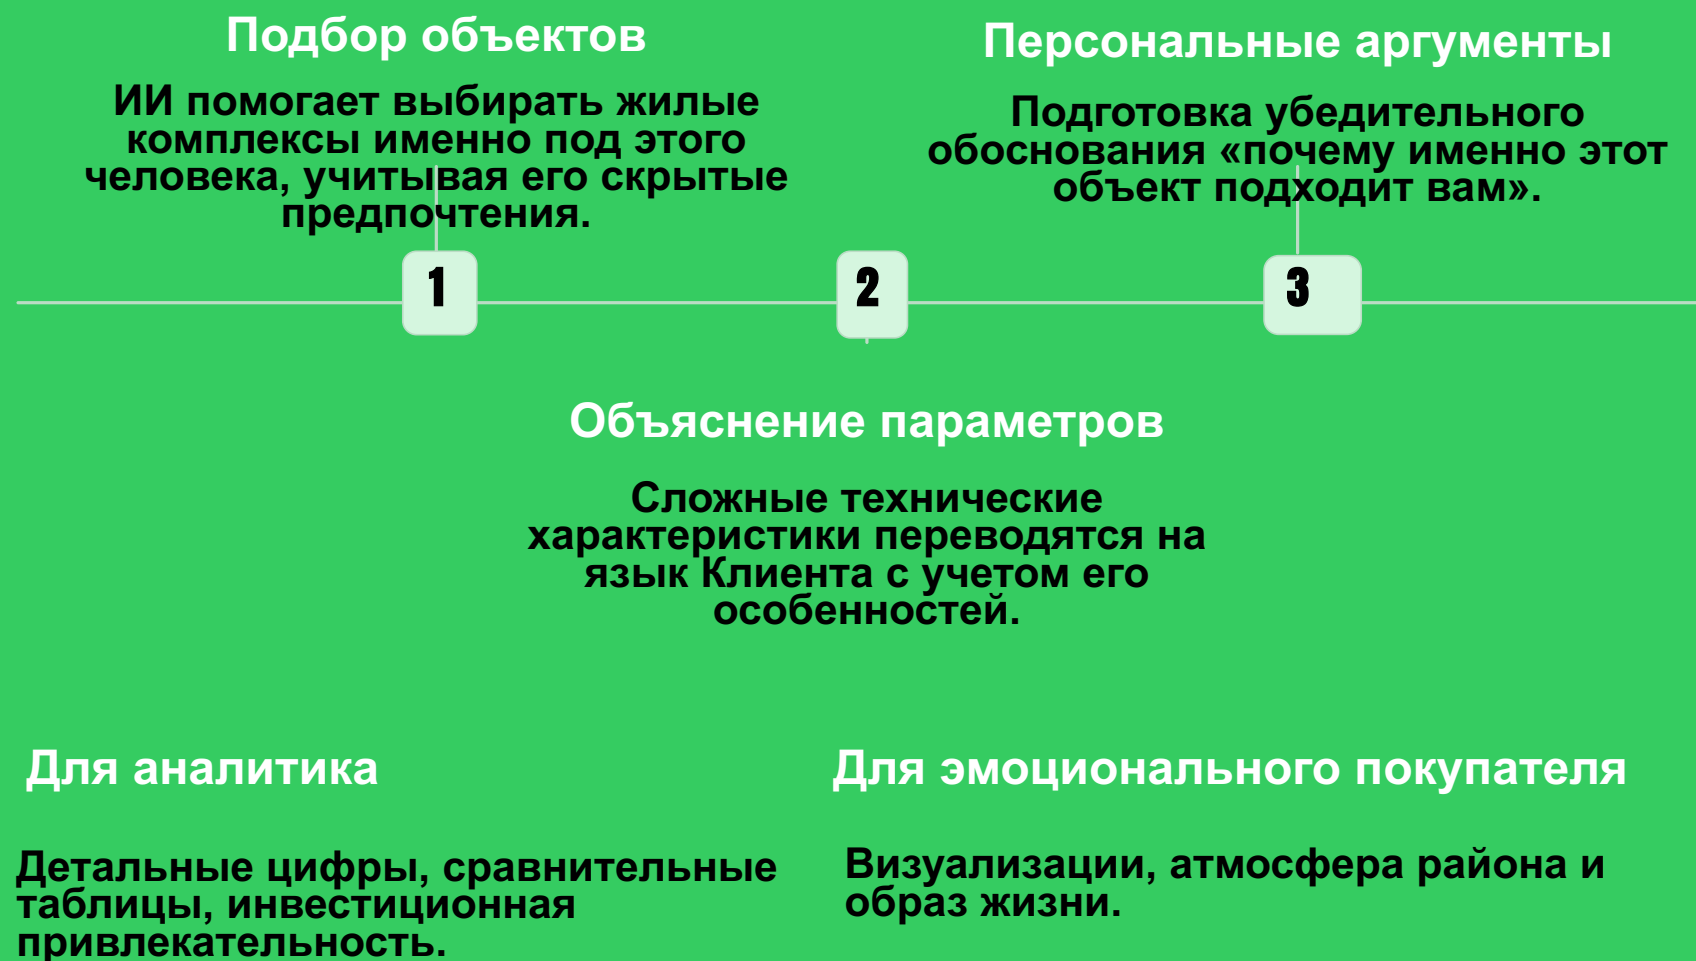 Подбор объектов
ИИ помогает выбирать жилые
комплексы именно под этого
человека, учитывая его скрытые
предпочтения.
Персональные аргументы
Подготовка убедительного
обоснования «почему именно этот
объект подходит вам».
1
2
3
Объяснение параметров
Сложные технические
характеристики переводятся на
язык Клиента с учетом его
особенностей.
Для аналитика
Детальные цифры, сравнительные
таблицы, инвестиционная
привлекательность.
Для эмоционального покупателя
Визуализации, атмосфера района и
образ жизни.